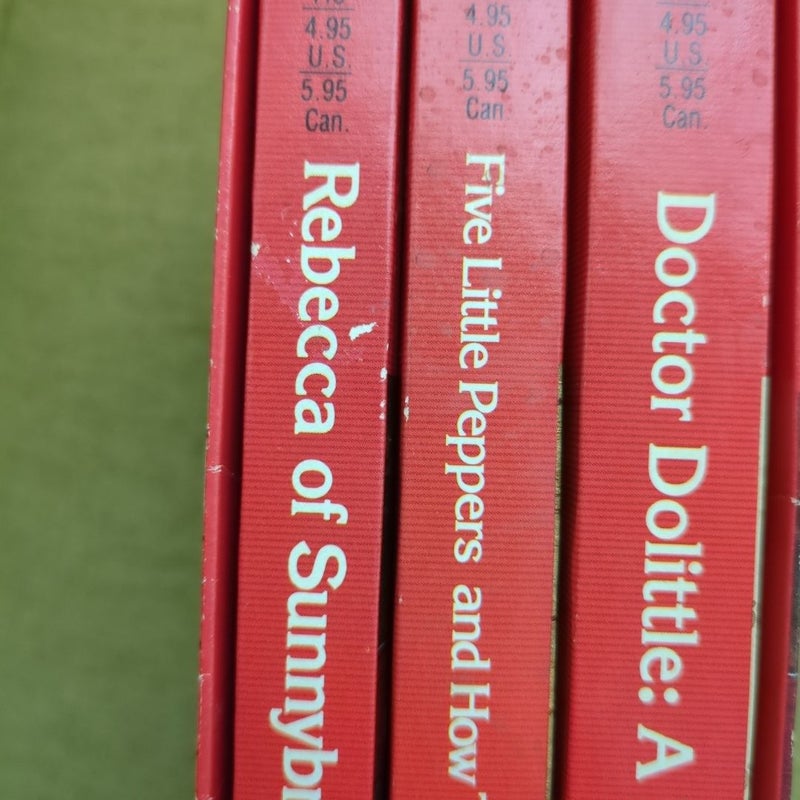 4.95
U.S.
5.95
Can.
Rebecca of Sunnyb
4.95
U.S
5.95
Can
Five Little Peppers and How
4.95
U.S.
5.95
Can.
Doctor Dolittle: A